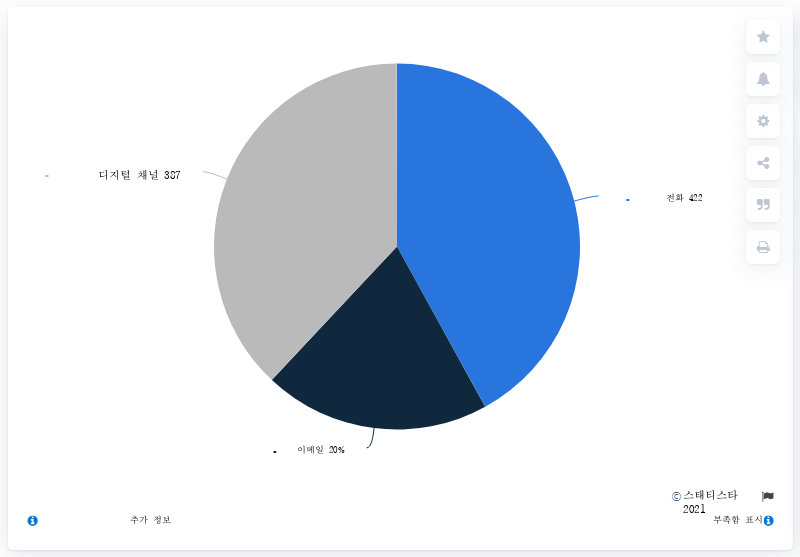 디지털 채널 387
전화 422
이메일 20%
© 스태티스타
2021
추가 정보
부족함 표시